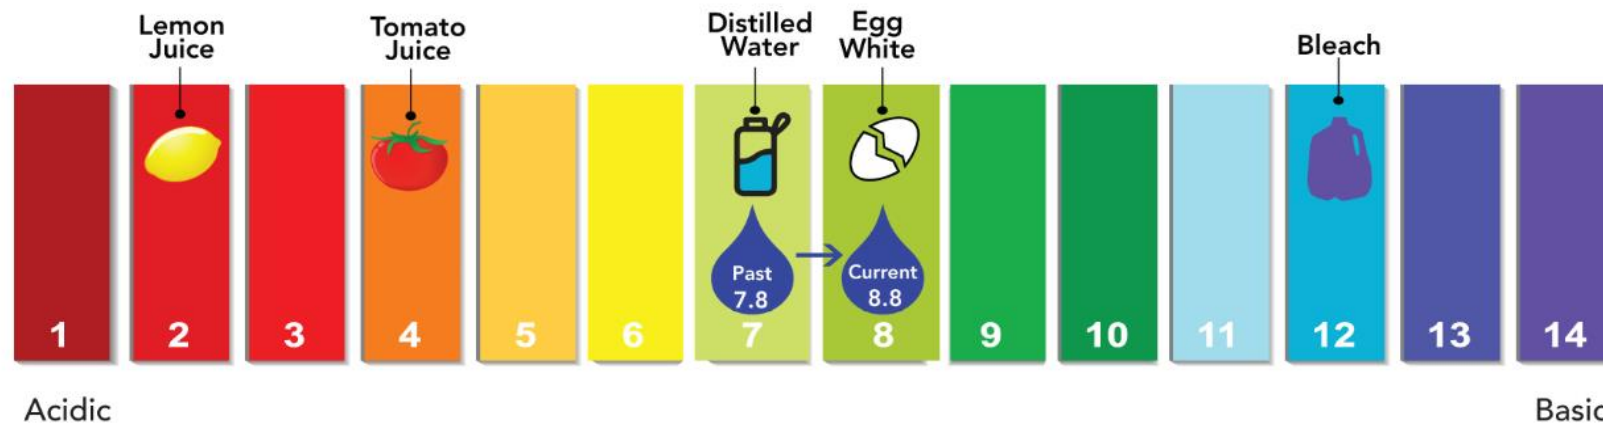 Lemon
Juice
Tomato
Juice
Distilled
Water
Egg
White
Bleach
Past
7.8
Current
8.8
1 2 3 4 5 6 7 8 9 10 11 12 13 14
Acidic
Basic